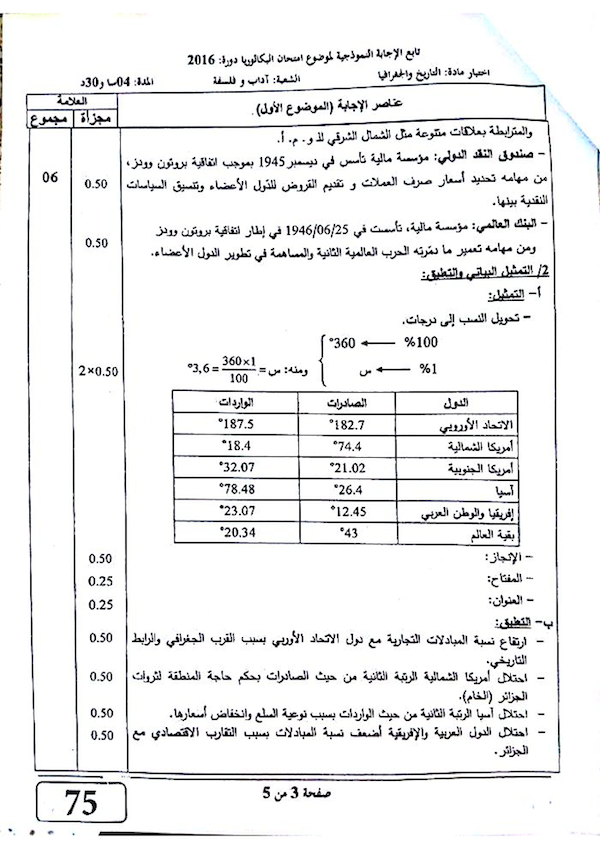 تابع الإجابة النموذجية لموضوع امتحان البكالوريا دورة: 2016
اختبار مادة: التاريخ والجغرافيا الشعبة: آداب و فلسفة المدة: 04سا و30د
عناصر الإجابة (الموضوع الأول) العلامة
مجزأة مجموع
والمترابطة بعلاقات متنوعة مثل الشمال الشرقي لـ و. م. أ.
– صندوق النقد الدولي: مؤسسة مالية تأسس في ديسمبر 1945 بموجب اتفاقية بروتون وودز،
من مهامه تحديد أسعار صرف العملات و تقديم القروض للدّول الأعضاء وتنسيق السياسات 0.50 06
النقدية بينها.
– البنك العالمي: مؤسسة مالية، تأسست في 1946/06/25 في إطار اتفاقية بروتون وودز 0.50
ومن مهامه تعمير ما دمّرته الحرب العالمية الثانية والمساهمة في تطوير الدول الأعضاء.
2/ التمثيل البياني والتعليق:
أ– التمثيل:
– تحويل النسب إلى درجات.
100% ← 360°
1% ← س ومنه: س = 360×1 / 100 = 3,6° 2×0.50
الدول الصادرات الواردات
الاتحاد الأوروبي 182.7° 187.5°
أمريكا الشمالية 74.4° 18.4°
أمريكا الجنوبية 21.02° 32.07°
آسيا 26.4° 78.48°
إفريقيا والوطن العربي 12.45° 23.07°
بقية العالم 43° 20.34°
– الإنجاز: 0.50
– المفتاح: 0.25
– العنوان: 0.25
ب– التعليق:
– ارتفاع نسبة المبادلات التجارية مع دول الاتحاد الأوربي بسبب القرب الجغرافي والرابط 0.50
التاريخي.
– احتلال أمريكا الشمالية الرتبة الثانية من حيث الصادرات بحكم حاجة المنطقة لثروات 0.50
الجزائر (الخام).
– احتلال آسيا الرتبة الثانية من حيث الواردات بسبب نوعية السلع وانخفاض أسعارها. 0.50
– احتلال الدول العربية والإفريقية أضعف نسبة المبادلات بسبب التقارب الاقتصادي مع 0.50
الجزائر.
صفحة 3 من 5
75